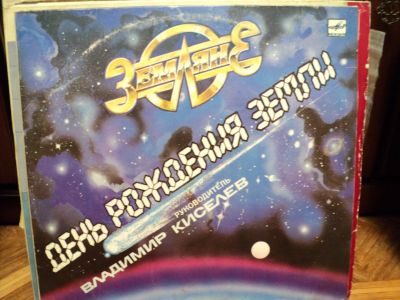 ЗЕМЛЯНЕ
ДЕНЬ РОЖДЕНИЯ ЗЕМЛИ
РУКОВОДИТЕЛЬ
ВЛАДИМИР КИСЕЛЕВ